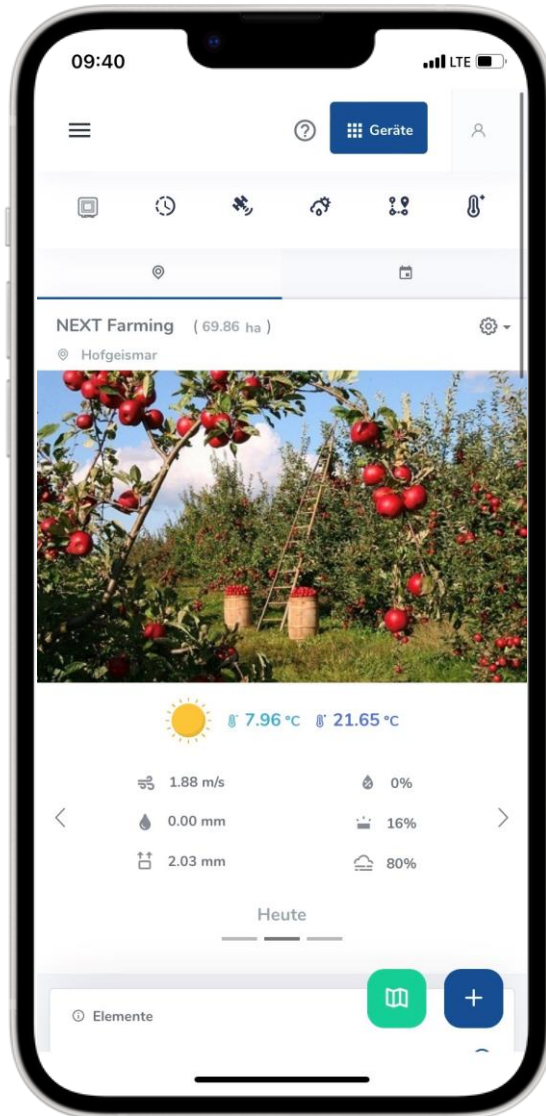 09:40 LTE
Geräte
NEXT Farming ( 69.86 ha )
Hofgeismar
7.96 °C 21.65 °C
1.88 m/s 0%
0.00 mm 16%
2.03 mm 80%
Heute
Elemente